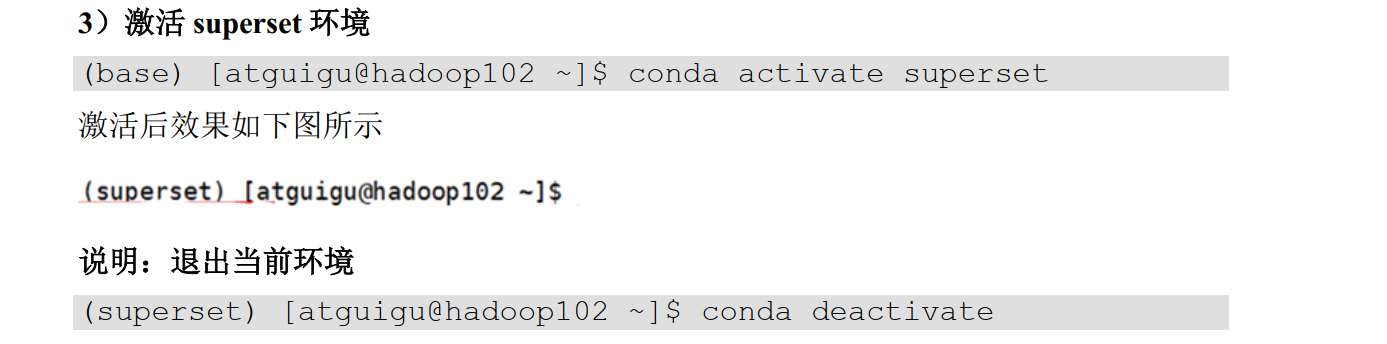 3）激活 superset 环境
(base) [atguigu@hadoop102 ~]$ conda activate superset
激活后效果如下图所示
(superset) [atguigu@hadoop102 ~]$
说明：退出当前环境
(superset) [atguigu@hadoop102 ~]$ conda deactivate